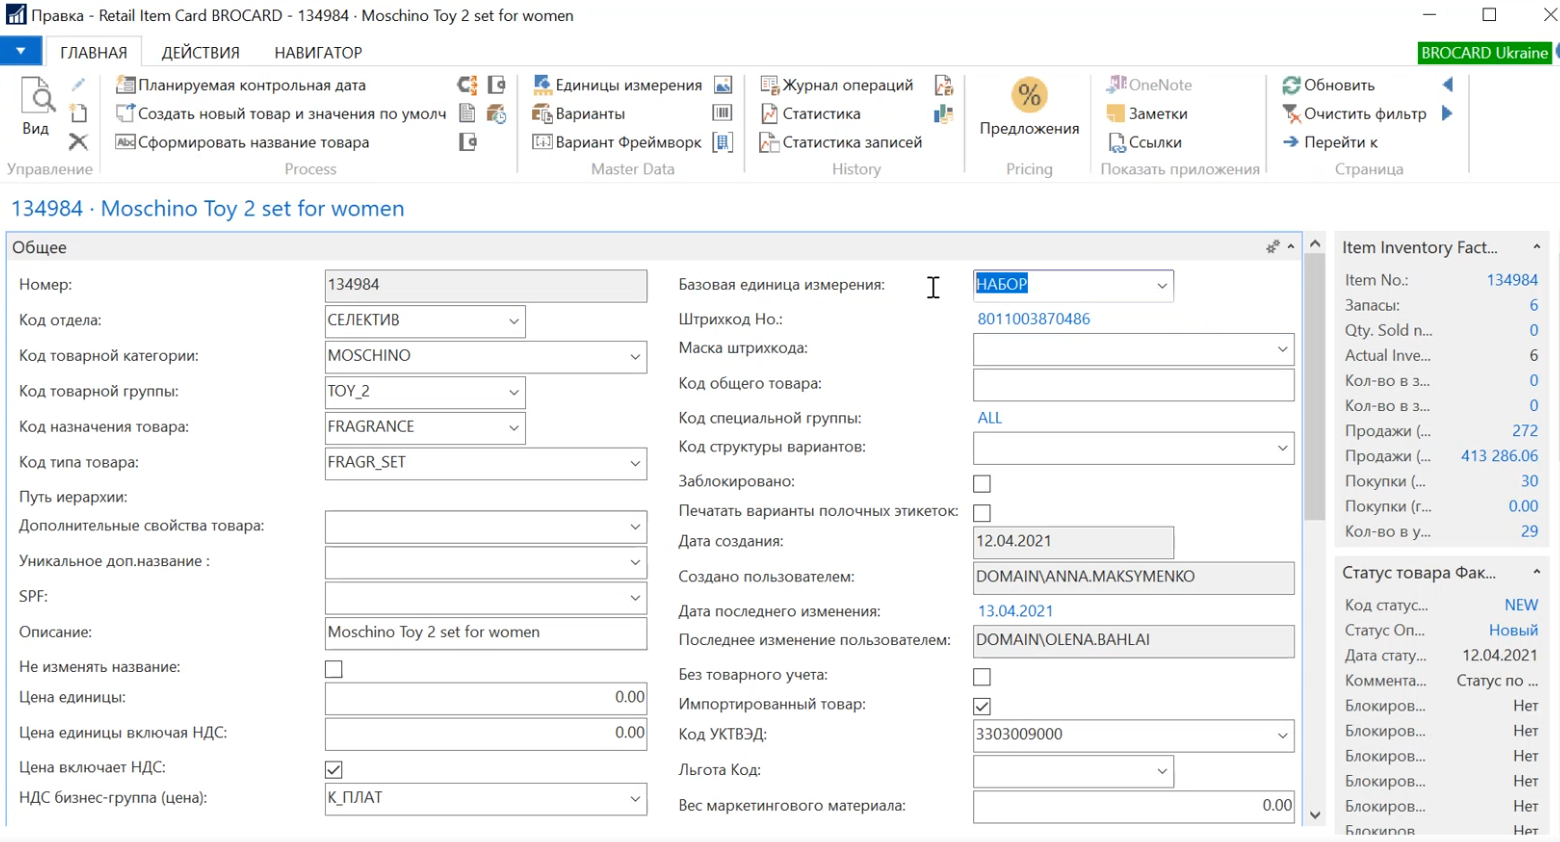 Правка - Retail Item Card BROCARD - 134984 · Moschino Toy 2 set for women
ГЛАВНАЯ ДЕЙСТВИЯ НАВИГАТОР
BROCARD Ukraine
Вид
Управление
Планируемая контрольная дата
Создать новый товар и значения по умолч
Abc Сформировать название товара
Process
Единицы измерения
Варианты
Вариант Фреймворк
Master Data
Журнал операций
Статистика
Статистика записей
History
%
Предложения
Pricing
OneNote
Заметки
Ссылки
Показать приложения
Обновить
Очистить фильтр
Перейти к
Страница
134984 · Moschino Toy 2 set for women
Общее
Номер: 134984
Код отдела: СЕЛЕКТИВ
Код товарной категории: MOSCHINO
Код товарной группы: TOY_2
Код назначения товара: FRAGRANCE
Код типа товара: FRAGR_SET
Путь иерархии:
Дополнительные свойства товара:
Уникальное доп.название :
SPF:
Описание: Moschino Toy 2 set for women
Не изменять название:
Цена единицы: 0.00
Цена единицы включая НДС: 0.00
Цена включает НДС:
НДС бизнес-группа (цена): К_ПЛАТ
Базовая единица измерения: НАБОР
Штрихкод Но.: 8011003870486
Маска штрихкода:
Код общего товара:
Код специальной группы: ALL
Код структуры вариантов:
Заблокировано:
Печатать варианты полочных этикеток:
Дата создания: 12.04.2021
Создано пользователем: DOMAIN\ANNA.MAKSYMENKO
Дата последнего изменения: 13.04.2021
Последнее изменение пользователем: DOMAIN\OLENA.BAHLAI
Без товарного учета:
Импортированный товар:
Код УКТВЭД: 3303009000
Льгота Код:
Вес маркетингового материала: 0.00
Item Inventory Fact...
Item No.: 134984
Запасы: 6
Qty. Sold n... 0
Actual Inve... 6
Кол-во в з... 0
Кол-во в з... 0
Продажи (... 272
Продажи (... 413 286.06
Покупки (... 30
Покупки (г... 0.00
Кол-во в у... 29
Статус товара Фак...
Код статус... NEW
Статус Оп... Новый
Дата стату... 12.04.2021
Коммента... Статус по ...
Блокиров... Нет
Блокиров... Нет
Блокиров... Нет
Блокиров... Нет
Блокиров... Нет
Блокиров... Нет